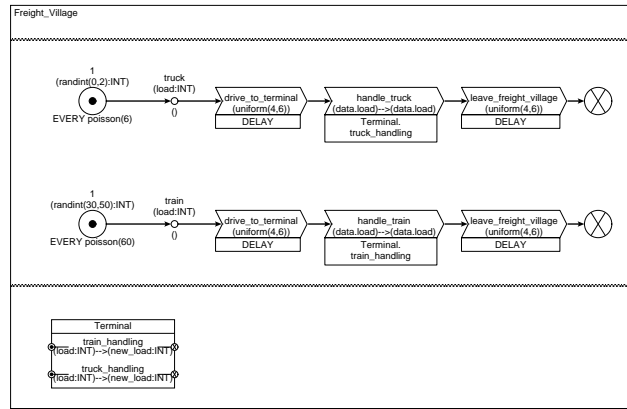 Freight_Village
1
(randint(0,2):INT)
EVERY poisson(6)
truck
(load:INT)
()
drive_to_terminal
(uniform(4,6))
DELAY
handle_truck
(data.load)-->(data.load)
Terminal.
truck_handling
leave_freight_village
(uniform(4,6))
DELAY
1
(randint(30,50):INT)
EVERY poisson(60)
train
(load:INT)
()
drive_to_terminal
(uniform(4,6))
DELAY
handle_train
(data.load)-->(data.load)
Terminal.
train_handling
leave_freight_village
(uniform(4,6))
DELAY
Terminal
train_handling
(load:INT)-->(new_load:INT)
truck_handling
(load:INT)-->(new_load:INT)